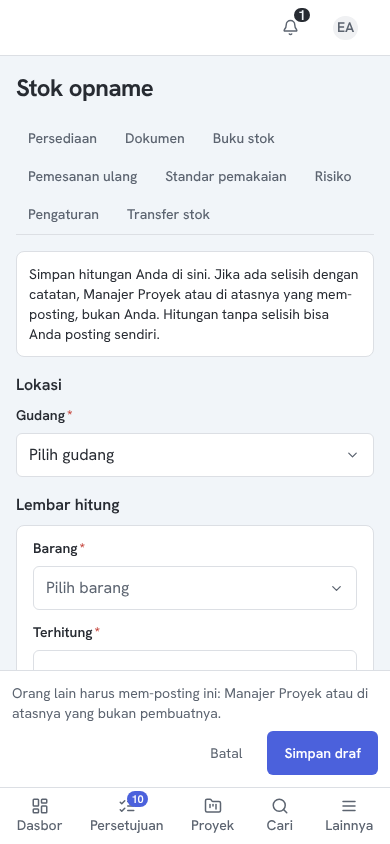 1
EA
Stok opname
Persediaan Dokumen Buku stok
Pemesanan ulang Standar pemakaian Risiko
Pengaturan Transfer stok
Simpan hitungan Anda di sini. Jika ada selisih dengan
catatan, Manajer Proyek atau di atasnya yang mem-
posting, bukan Anda. Hitungan tanpa selisih bisa
Anda posting sendiri.
Lokasi
Gudang*
Pilih gudang
Lembar hitung
Barang*
Pilih barang
Terhitung*
Orang lain harus mem-posting ini: Manajer Proyek atau di
atasnya yang bukan pembuatnya.
Batal Simpan draf
10
Dasbor Persetujuan Proyek Cari Lainnya